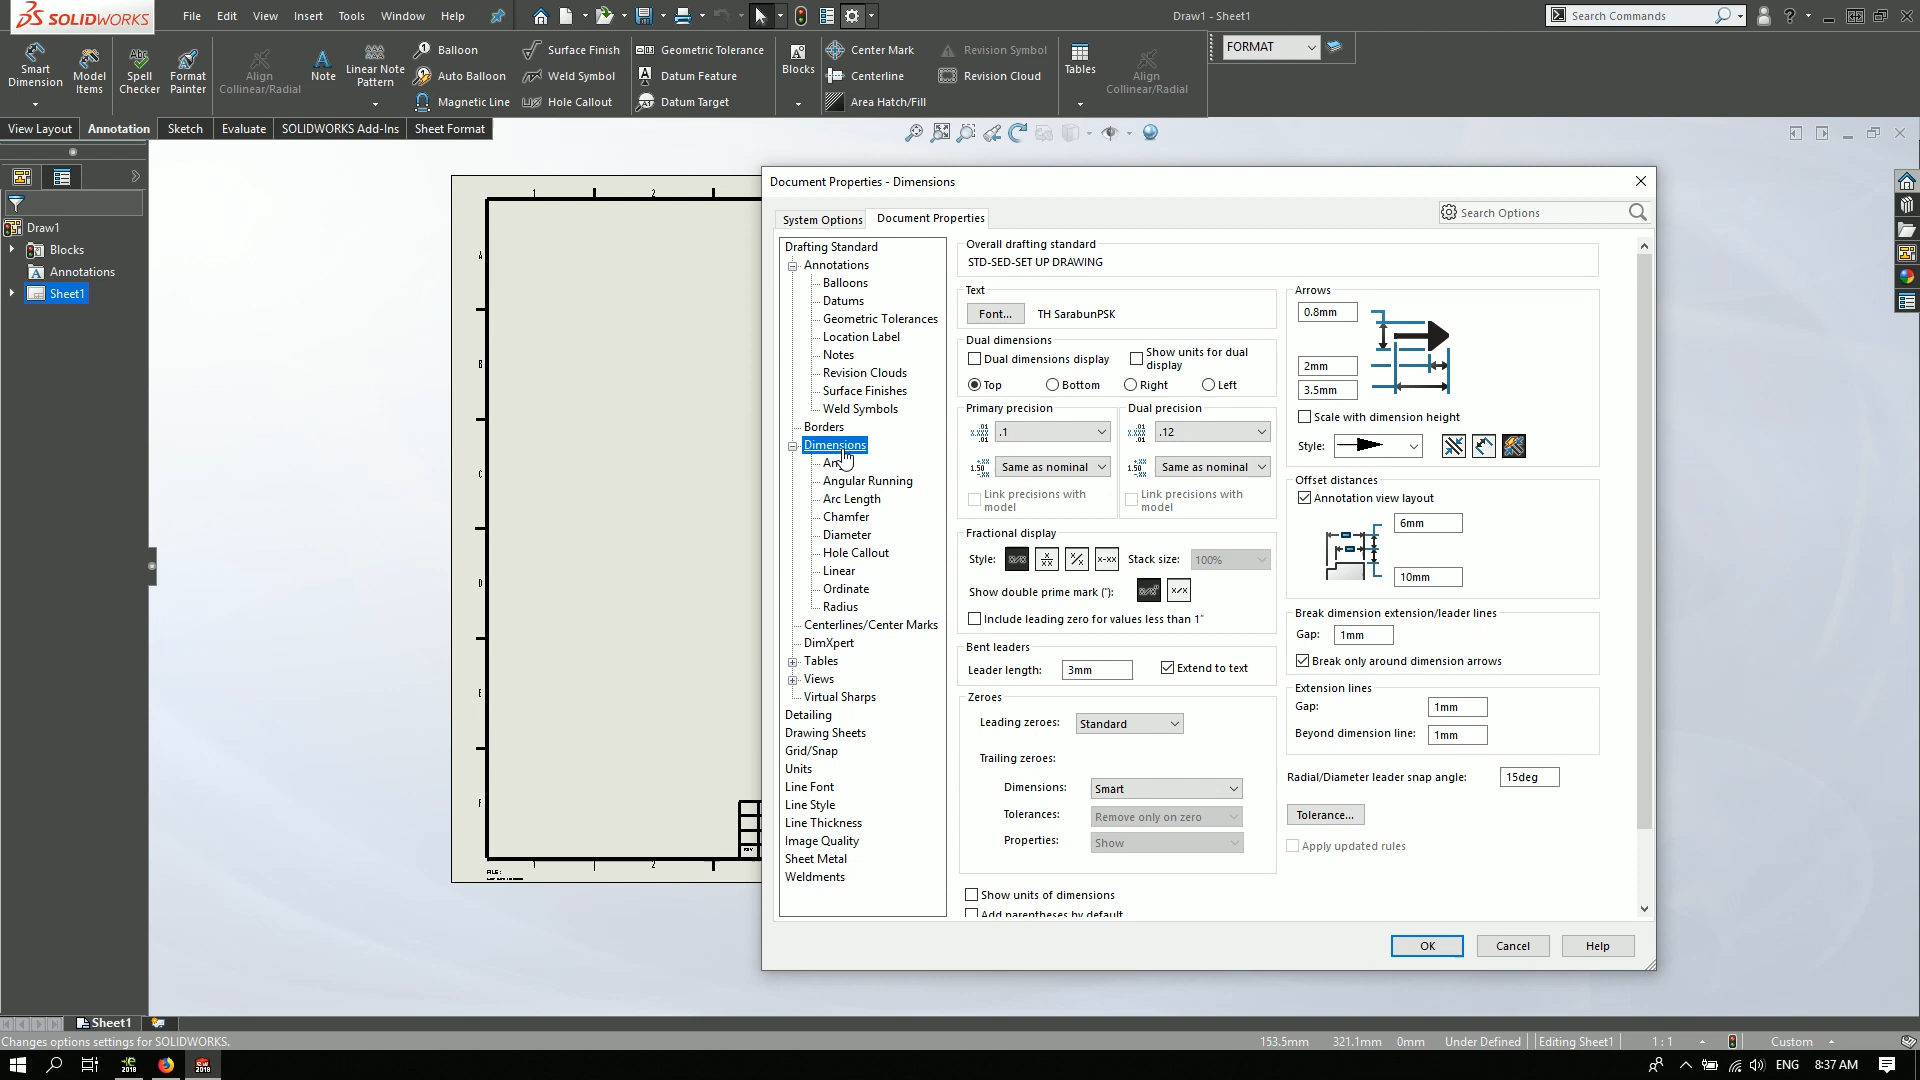 SOLIDWORKS
File Edit View Insert Tools Window Help
Draw1 - Sheet1
Search Commands
Smart Dimension
Model Items
Spell Checker
Format Painter
Align Collinear/Radial
Note
Linear Note Pattern
Balloon
Auto Balloon
Magnetic Line
Surface Finish
Weld Symbol
Hole Callout
Geometric Tolerance
Datum Feature
Datum Target
Blocks
Center Mark
Centerline
Area Hatch/Fill
Revision Symbol
Revision Cloud
Tables
Align Collinear/Radial
FORMAT
View Layout Annotation Sketch Evaluate SOLIDWORKS Add-Ins Sheet Format
Draw1
Blocks
Annotations
Sheet1
1 2
A
B
C
D
E
F
1 2
FILE :
Document Properties - Dimensions
System Options Document Properties
Search Options
Drafting Standard
Annotations
Balloons
Datums
Geometric Tolerances
Location Label
Notes
Revision Clouds
Surface Finishes
Weld Symbols
Borders
Dimensions
Angular Running
Arc Length
Chamfer
Diameter
Hole Callout
Linear
Ordinate
Radius
Centerlines/Center Marks
DimXpert
Tables
Views
Virtual Sharps
Detailing
Drawing Sheets
Grid/Snap
Units
Line Font
Line Style
Line Thickness
Image Quality
Sheet Metal
Weldments
Overall drafting standard
STD-SED-SET UP DRAWING
Text
Font... TH SarabunPSK
Dual dimensions
Dual dimensions display
Show units for dual display
Top Bottom Right Left
Primary precision
.1
Same as nominal
Link precisions with model
Dual precision
.12
Same as nominal
Link precisions with model
Fractional display
Style: Stack size: 100%
Show double prime mark ("):
Include leading zero for values less than 1"
Bent leaders
Leader length: 3mm Extend to text
Zeroes
Leading zeroes: Standard
Trailing zeroes:
Dimensions: Smart
Tolerances: Remove only on zero
Properties: Show
Show units of dimensions
Add parentheses by default
Arrows
0.8mm
2mm
3.5mm
Scale with dimension height
Style:
Offset distances
Annotation view layout
6mm
10mm
Break dimension extension/leader lines
Gap: 1mm
Break only around dimension arrows
Extension lines
Gap: 1mm
Beyond dimension line: 1mm
Radial/Diameter leader snap angle: 15deg
Tolerance...
Apply updated rules
OK Cancel Help
Sheet1
Changes options settings for SOLIDWORKS.
153.5mm 321.1mm 0mm Under Defined Editing Sheet1 1 : 1 Custom
ENG 8:37 AM